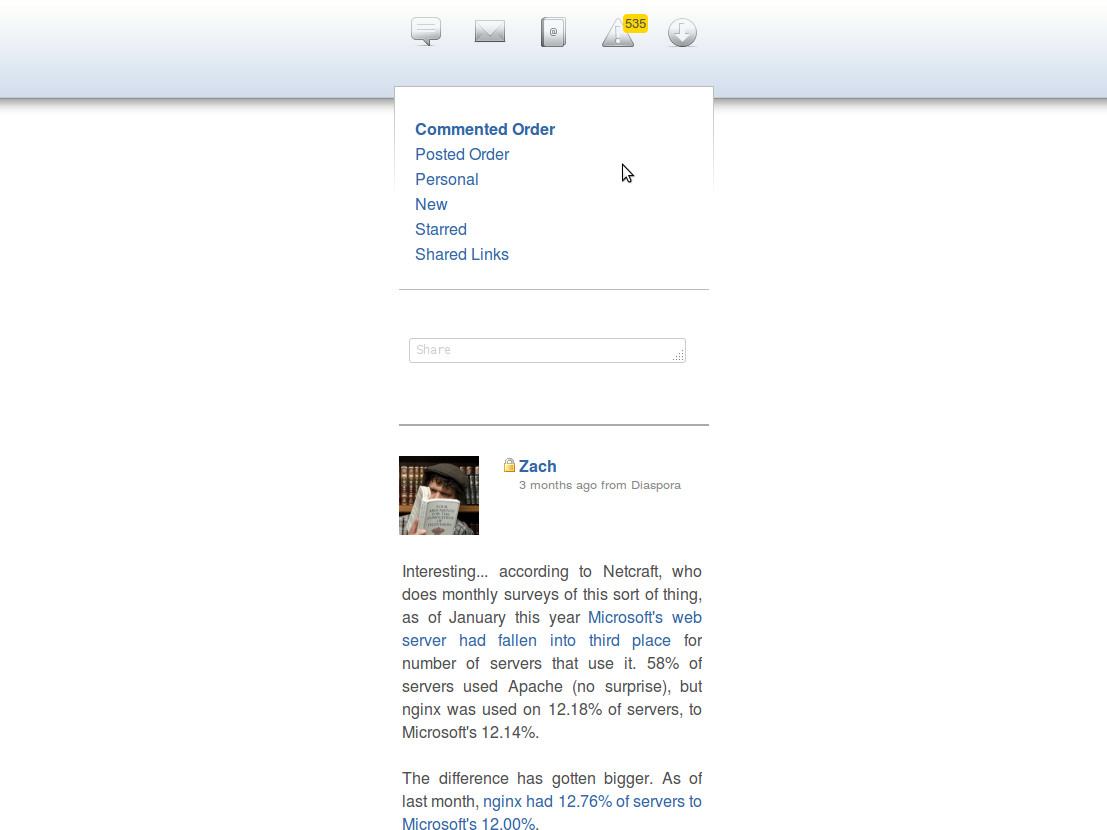 @
535
Commented Order
Posted Order
Personal
New
Starred
Shared Links
Share
Zach
3 months ago from Diaspora
Interesting... according to Netcraft, who
does monthly surveys of this sort of thing,
as of January this year Microsoft's web
server had fallen into third place for
number of servers that use it. 58% of
servers used Apache (no surprise), but
nginx was used on 12.18% of servers, to
Microsoft's 12.14%.
The difference has gotten bigger. As of
last month, nginx had 12.76% of servers to
Microsoft's 12.00%.